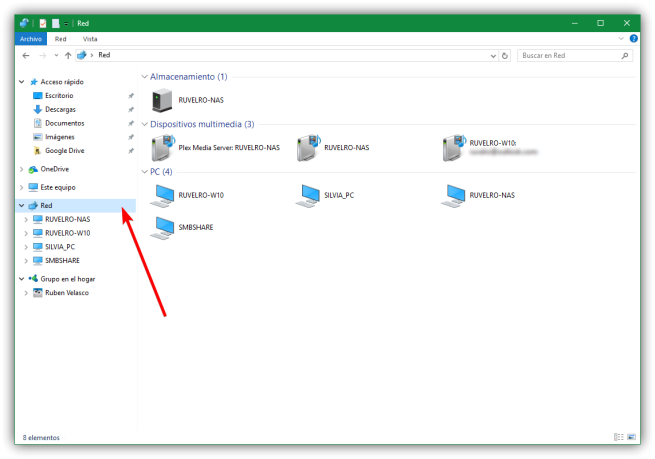 Red
Archivo Red Vista
Red
Buscar en Red
Acceso rápido
Escritorio
Descargas
Documentos
Imágenes
Google Drive
OneDrive
Este equipo
Red
RUVELRO-NAS
RUVELRO-W10
SILVIA_PC
SMBSHARE
Grupo en el hogar
Ruben Velasco
Almacenamiento (1)
RUVELRO-NAS
Dispositivos multimedia (3)
Plex Media Server: RUVELRO-NAS
RUVELRO-NAS
RUVELRO-W10:
PC (4)
RUVELRO-W10
SILVIA_PC
RUVELRO-NAS
SMBSHARE
8 elementos